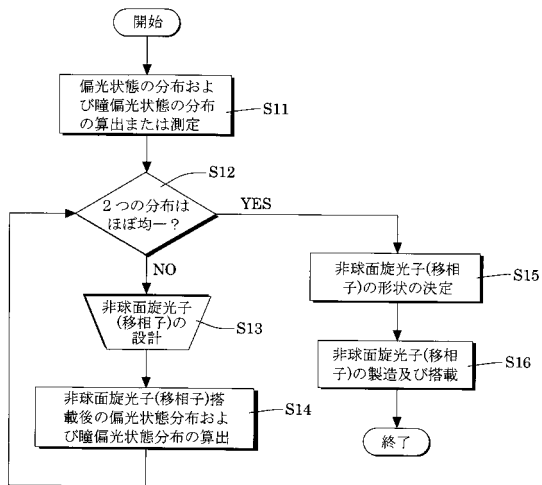 開始
偏光状態の分布およ
び瞳偏光状態の分布
の算出または測定
S11
S12
2つの分布は
ほぼ均一?
YES
NO
非球面旋光子
(移相子)の
設計
S13
非球面旋光子(移相子)搭
載後の偏光状態分布およ
び瞳偏光状態分布の算出
S14
非球面旋光子(移相
子)の形状の決定
S15
非球面旋光子(移相
子)の製造及び搭載
S16
終了